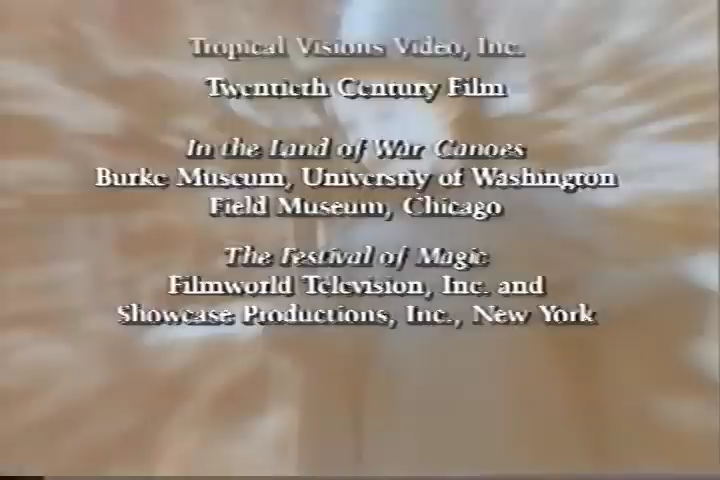 Tropical Visions Video, Inc.
Twentieth Century Film
In the Land of War Canoes
Burke Museum, University of Washington
Field Museum, Chicago
The Festival of Magic
Filmworld Television, Inc. and
Showcase Productions, Inc., New York